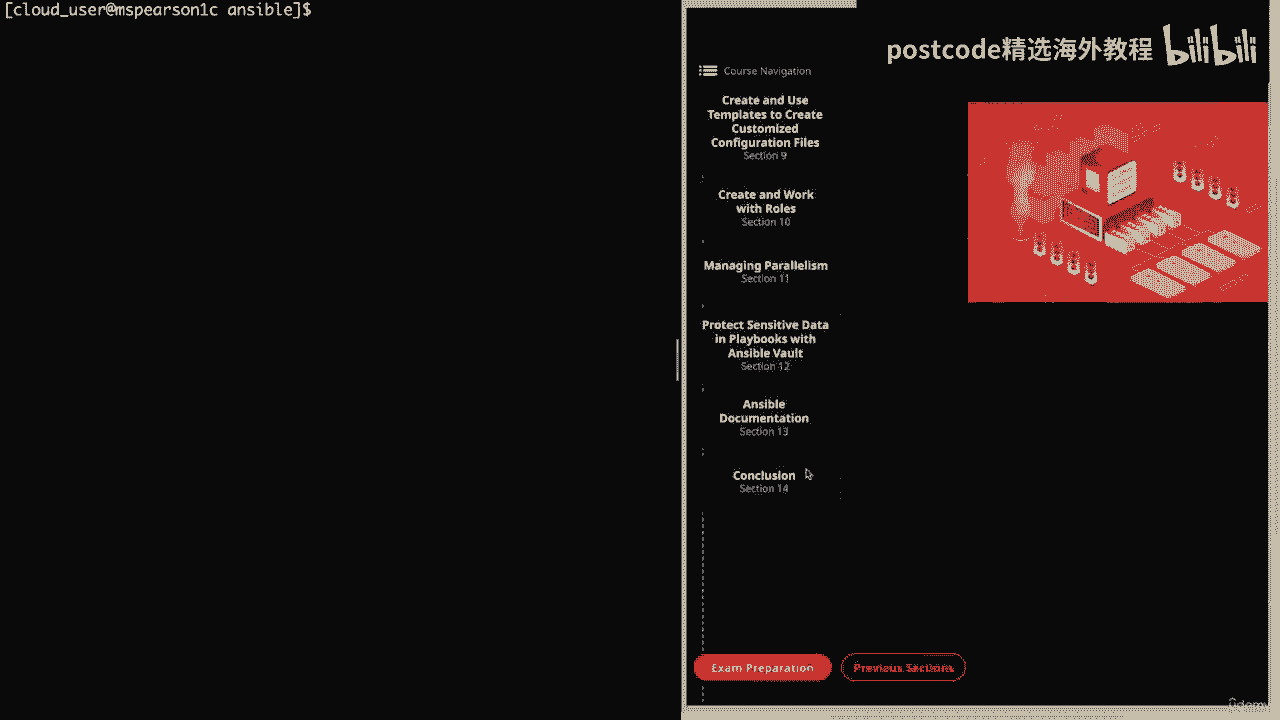 [cloud_user@mspearson1c ansible]$
postcode精选海外教程 bilibili
Course Navigation
Create and Use
Templates to Create
Customized
Configuration Files
Section 9
Create and Work
with Roles
Section 10
Managing Parallelism
Section 11
Protect Sensitive Data
in Playbooks with
Ansible Vault
Section 12
Ansible
Documentation
Section 13
Conclusion
Section 14
Exam Preparation
Previous Sections
Udemy